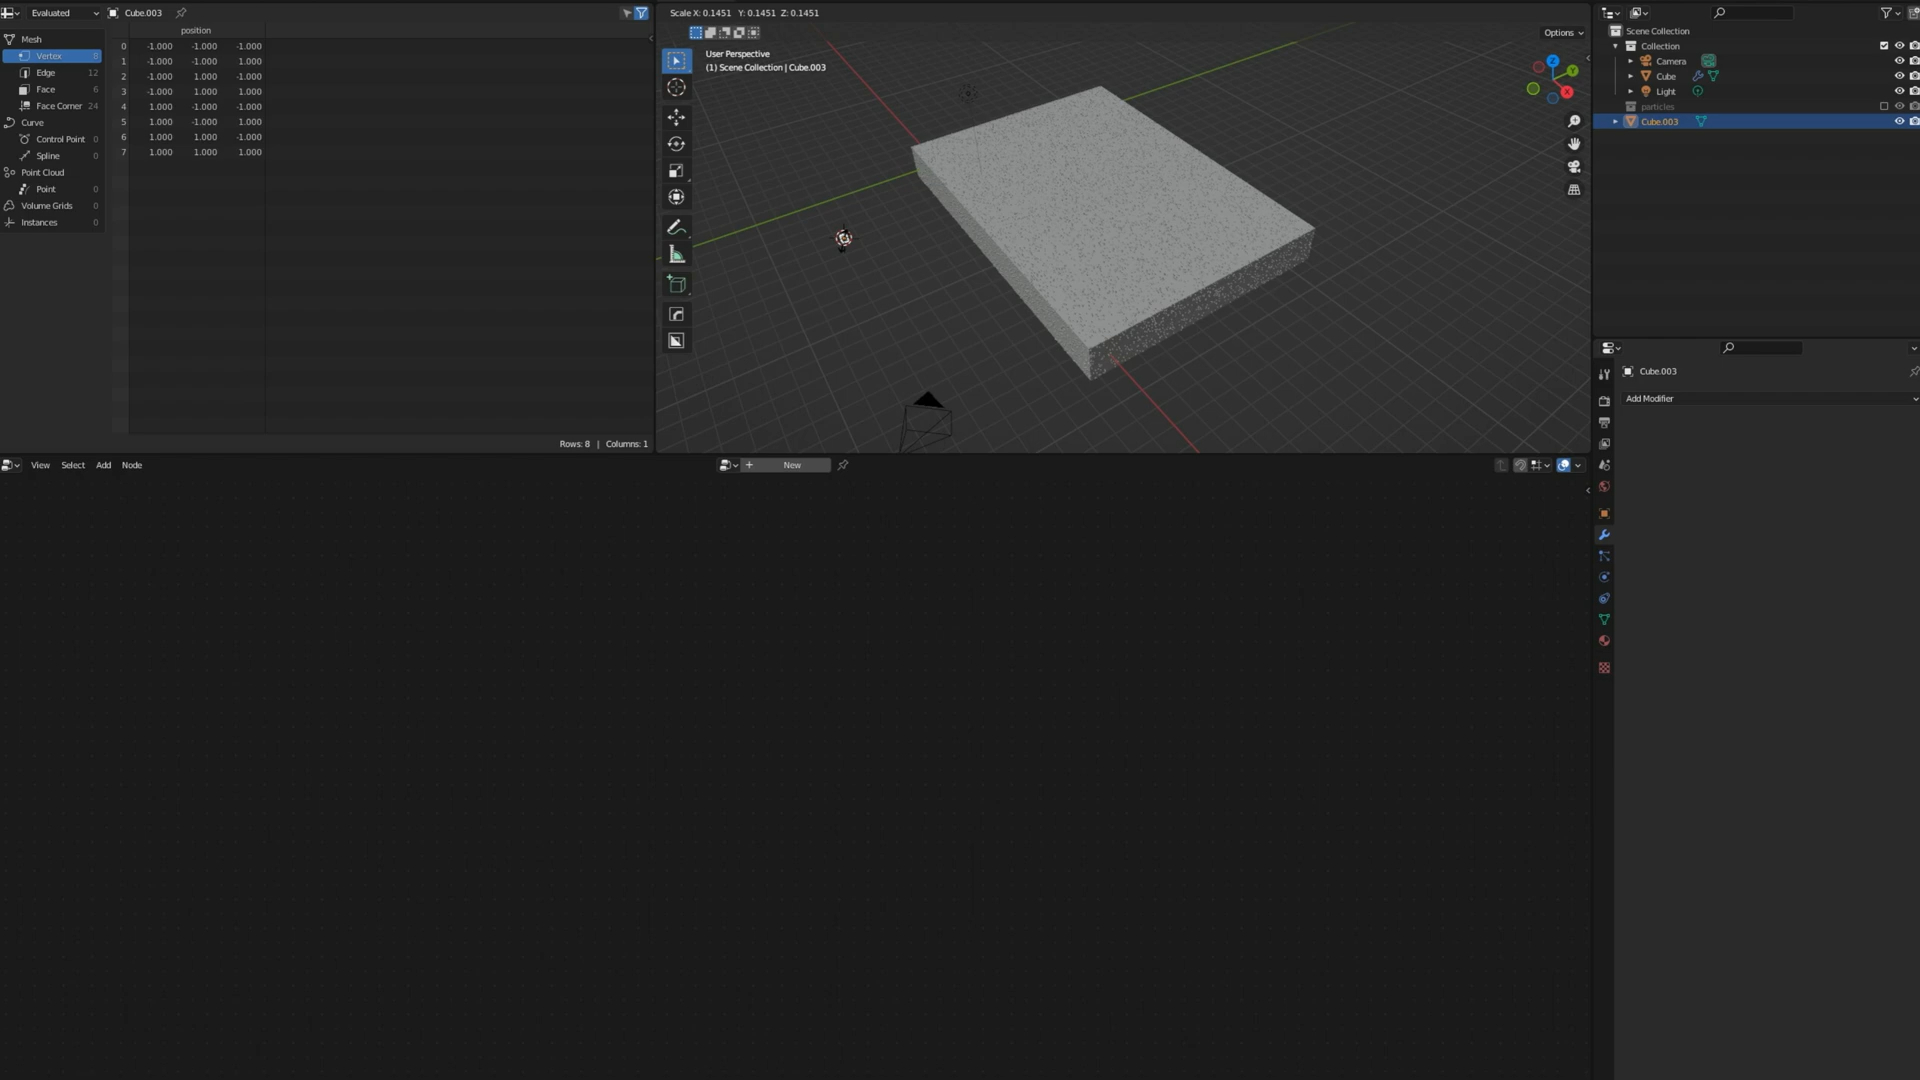 Evaluated
Cube.003
position
Mesh
Vertex 8
Edge 12
Face 6
Face Corner 24
Curve
Control Point 0
Spline 0
Point Cloud
Point 0
Volume Grids 0
Instances 0
0 -1.000 -1.000 -1.000
1 -1.000 -1.000 1.000
2 -1.000 1.000 -1.000
3 -1.000 1.000 1.000
4 1.000 -1.000 -1.000
5 1.000 -1.000 1.000
6 1.000 1.000 -1.000
7 1.000 1.000 1.000
Rows: 8 | Columns: 1
Scale X: 0.1451 Y: 0.1451 Z: 0.1451
Options
User Perspective
(1) Scene Collection | Cube.003
Z
Y
X
Scene Collection
Collection
Camera
Cube
Light
particles
Cube.003
Cube.003
Add Modifier
View Select Add Node
New